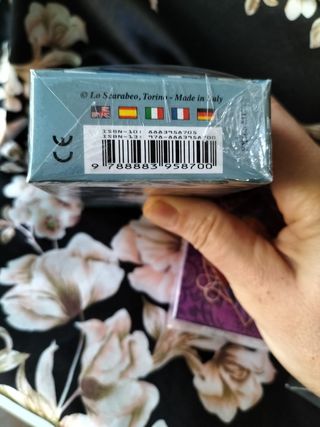 © Lo Scarabeo, Torino - Made in Italy
ISBN-10: 8883958705
ISBN-13: 978-8883958700
CE
9 788883 958700